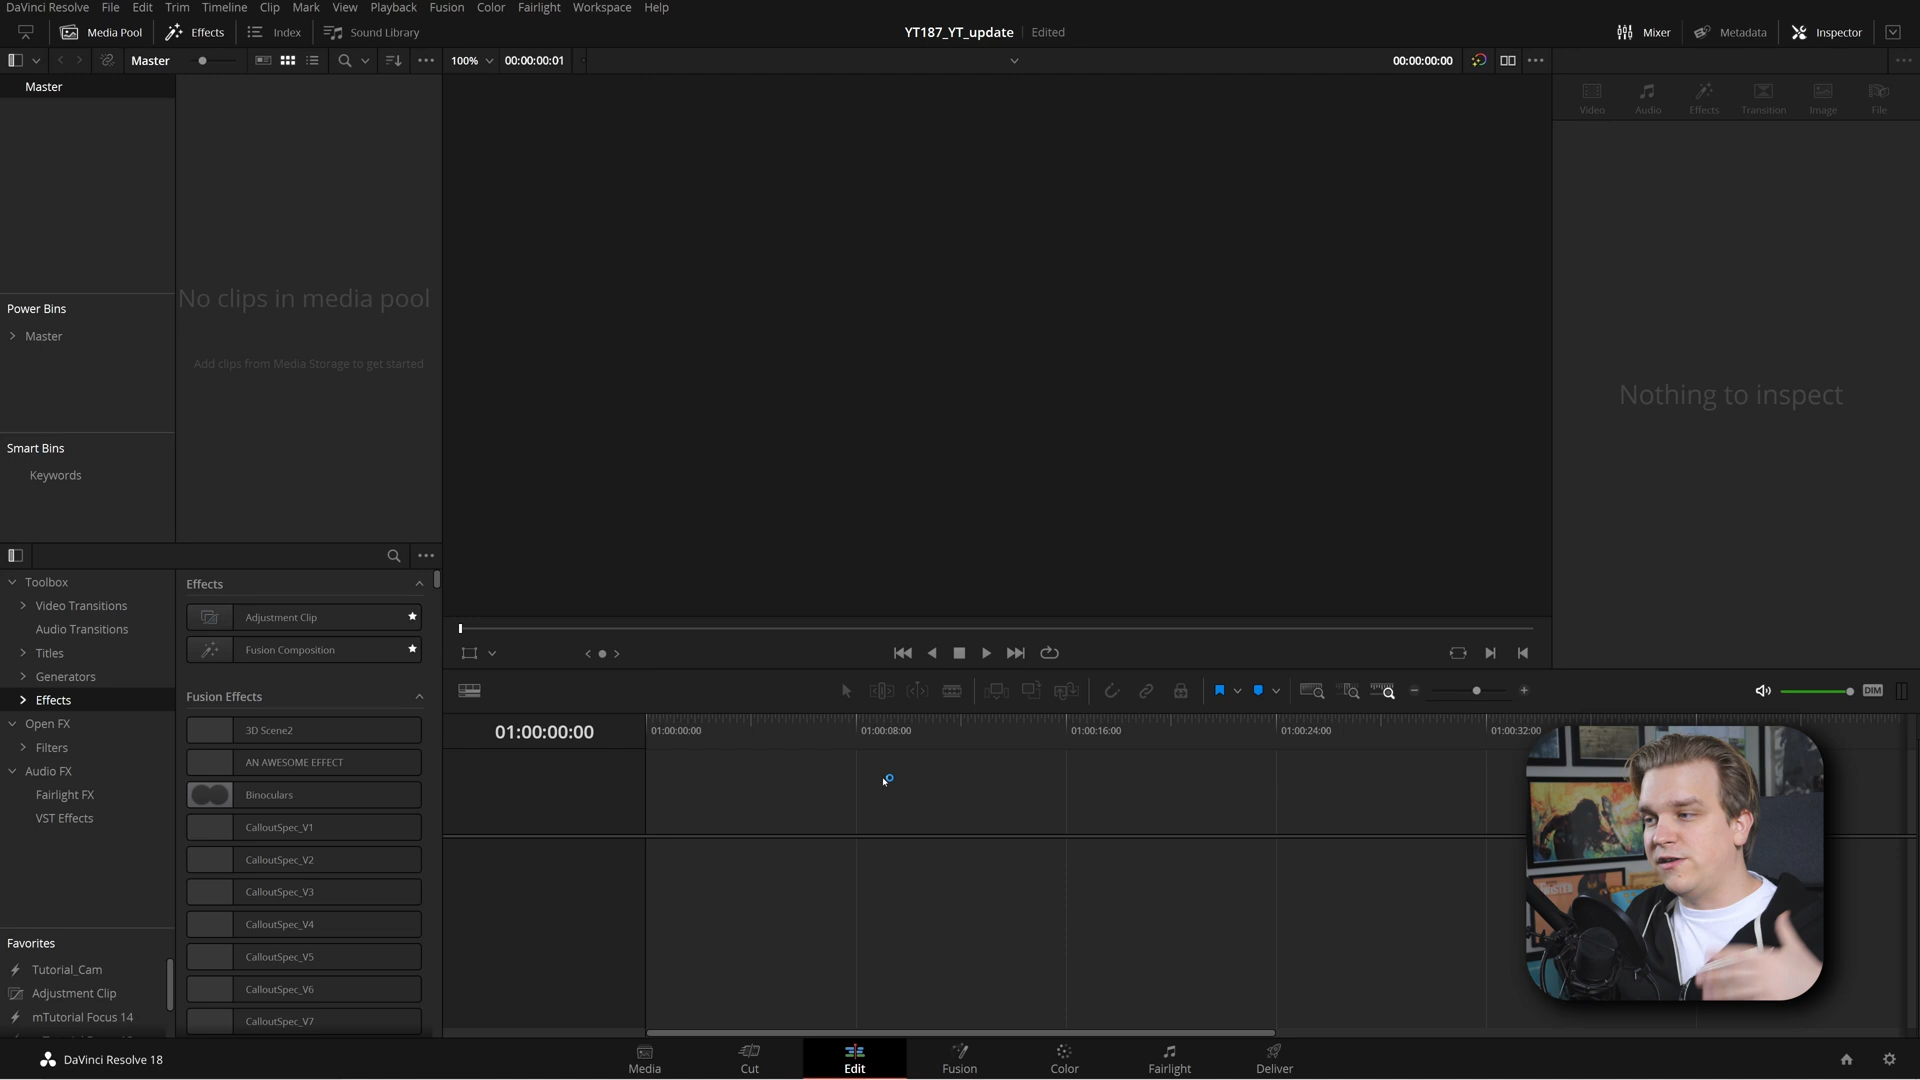 DaVinci Resolve File Edit Trim Timeline Clip Mark View Playback Fusion Color Fairlight Workspace Help
Media Pool Effects Index Sound Library YT187_YT_update Edited Mixer Metadata Inspector
Master 100% 00:00:00:01 00:00:00:00
Master
Video Audio Effects Transition Image File
No clips in media pool
Add clips from Media Storage to get started
Power Bins
Master
Nothing to inspect
Smart Bins
Keywords
Toolbox
Video Transitions
Audio Transitions
Titles
Generators
Effects
Open FX
Filters
Audio FX
Fairlight FX
VST Effects
Favorites
Tutorial_Cam
Adjustment Clip
mTutorial Focus 14
Effects
Adjustment Clip
Fusion Composition
Fusion Effects
3D Scene2
AN AWESOME EFFECT
Binoculars
CalloutSpec_V1
CalloutSpec_V2
CalloutSpec_V3
CalloutSpec_V4
CalloutSpec_V5
CalloutSpec_V6
CalloutSpec_V7
DIM
01:00:00:00 01:00:00:00 01:00:08:00 01:00:16:00 01:00:24:00 01:00:32:00
DaVinci Resolve 18 Media Cut Edit Fusion Color Fairlight Deliver